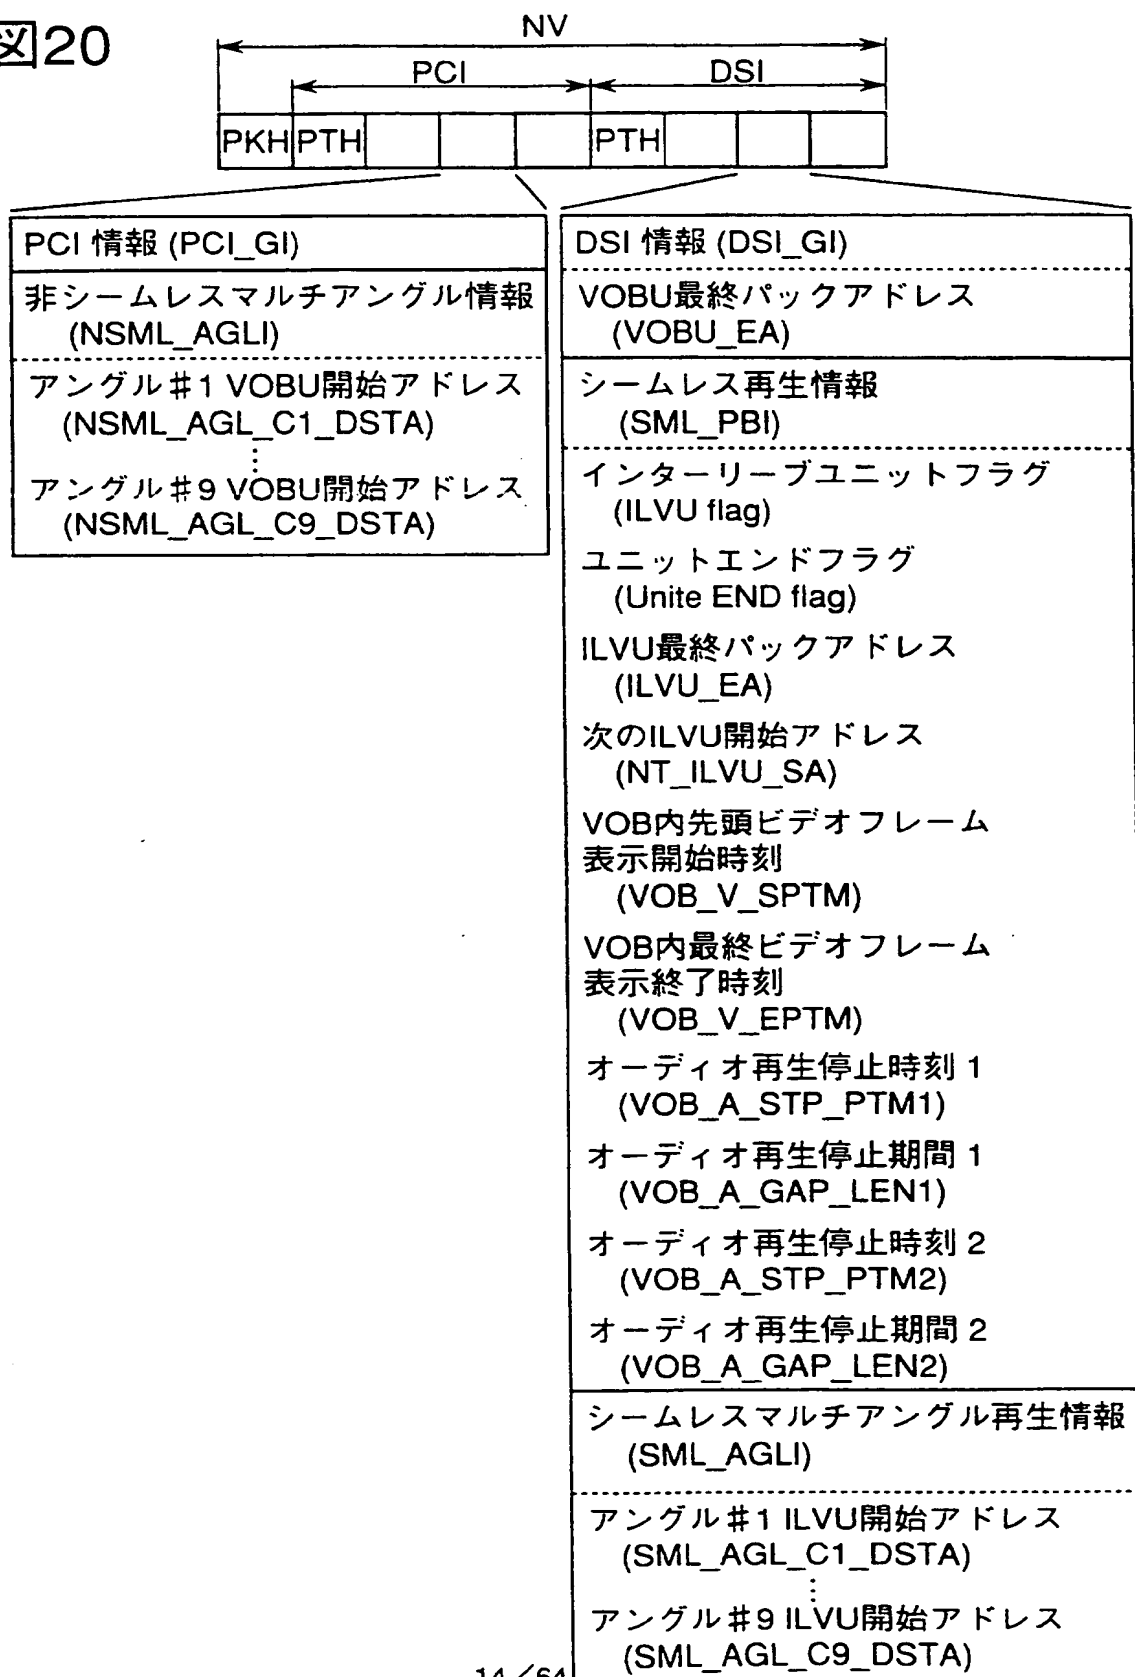 図20
NV
PCI
DSI
PKH
PTH
PTH
PCI 情報 (PCI_GI)
非シームレスマルチアングル情報
(NSML_AGLI)
アングル#1 VOBU開始アドレス
(NSML_AGL_C1_DSTA)
⋮
アングル#9 VOBU開始アドレス
(NSML_AGL_C9_DSTA)
DSI 情報 (DSI_GI)
VOBU最終パックアドレス
(VOBU_EA)
シームレス再生情報
(SML_PBI)
インターリーブユニットフラグ
(ILVU flag)
ユニットエンドフラグ
(Unite END flag)
ILVU最終パックアドレス
(ILVU_EA)
次のILVU開始アドレス
(NT_ILVU_SA)
VOB内先頭ビデオフレーム
表示開始時刻
(VOB_V_SPTM)
VOB内最終ビデオフレーム
表示終了時刻
(VOB_V_EPTM)
オーディオ再生停止時刻 1
(VOB_A_STP_PTM1)
オーディオ再生停止期間 1
(VOB_A_GAP_LEN1)
オーディオ再生停止時刻 2
(VOB_A_STP_PTM2)
オーディオ再生停止期間 2
(VOB_A_GAP_LEN2)
シームレスマルチアングル再生情報
(SML_AGLI)
アングル#1 ILVU開始アドレス
(SML_AGL_C1_DSTA)
⋮
アングル#9 ILVU開始アドレス
(SML_AGL_C9_DSTA)
14/64